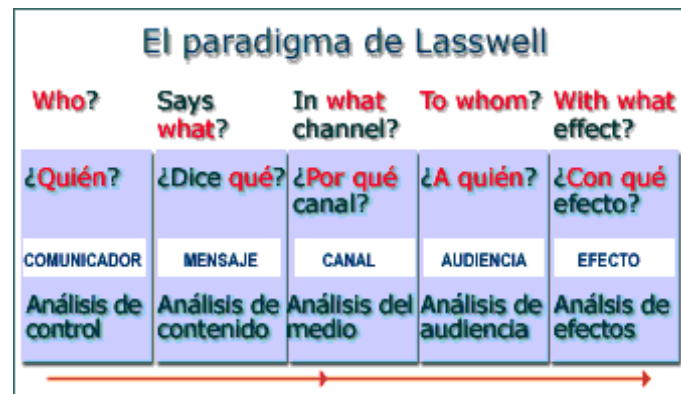 El paradigma de Lasswell
Who?
Says
what?
In what
channel?
To whom?
With what
effect?
¿Quién?
¿Dice qué?
¿Por qué
canal?
¿A quién?
¿Con qué
efecto?
COMUNICADOR
MENSAJE
CANAL
AUDIENCIA
EFECTO
Análisis de
control
Análisis de
contenido
Análisis del
medio
Análisis de
audiencia
Análsis de
efectos